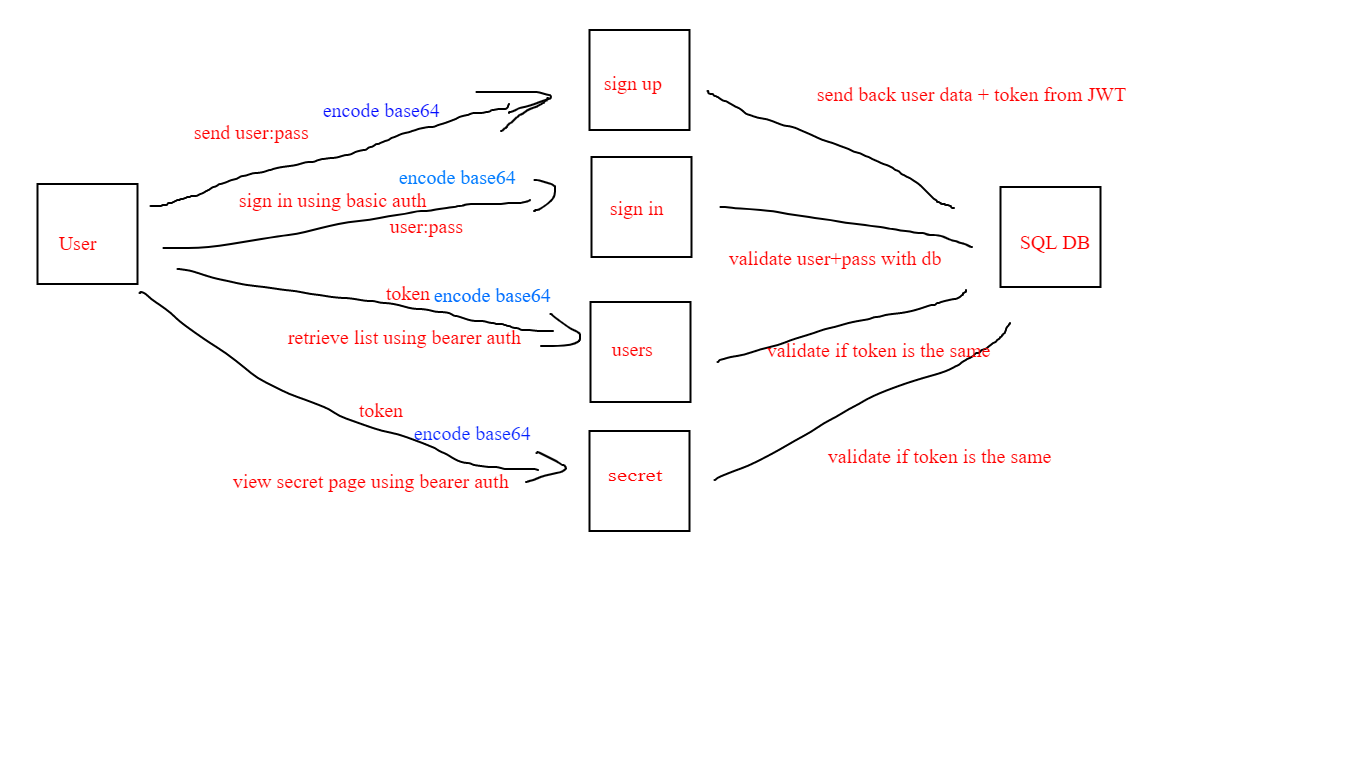 sign up
send back user data + token from JWT
encode base64
send user:pass
encode base64
sign in using basic auth
user:pass
sign in
User
SQL DB
validate user+pass with db
token encode base64
retrieve list using bearer auth
users
validate if token is the same
token
encode base64
view secret page using bearer auth
secret
validate if token is the same